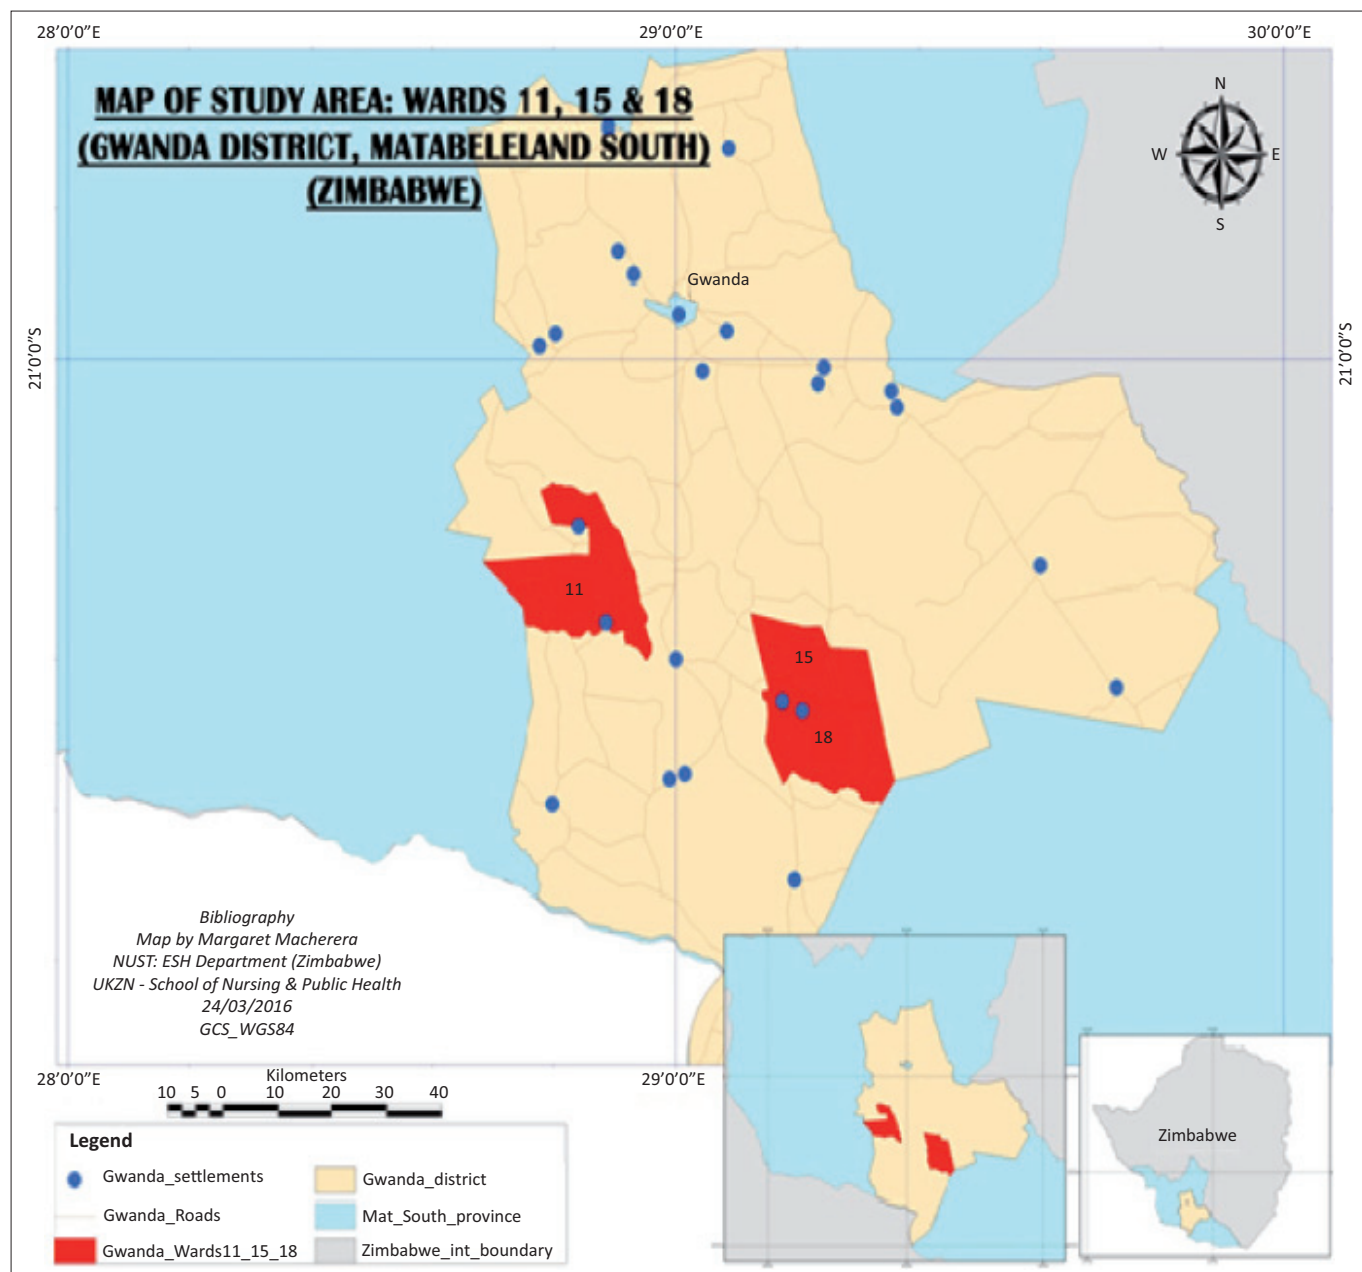 28'0'0"E 29'0'0"E 30'0'0"E
MAP OF STUDY AREA: WARDS 11, 15 & 18
(GWANDA DISTRICT, MATABELELAND SOUTH)
(ZIMBABWE)
N
W E
S
Gwanda
21'0'0"S 21'0'0"S
11
15
18
Bibliography
Map by Margaret Macherera
NUST: ESH Department (Zimbabwe)
UKZN - School of Nursing & Public Health
24/03/2016
GCS_WGS84
28'0'0"E 29'0'0"E
Kilometers
10 5 0 10 20 30 40
Zimbabwe
Legend
Gwanda_settlements
Gwanda_Roads
Gwanda_Wards11_15_18
Gwanda_district
Mat_South_province
Zimbabwe_int_boundary